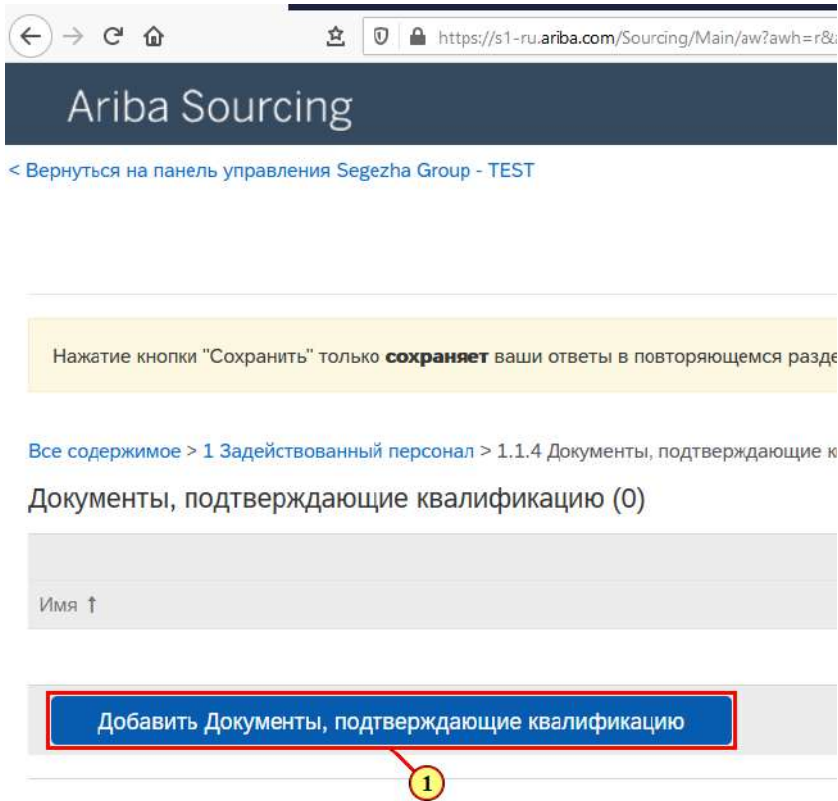 https://s1-ru.ariba.com/Sourcing/Main/aw?awh=r&
Ariba Sourcing
< Вернуться на панель управления Segezha Group - TEST
Нажатие кнопки "Сохранить" только сохраняет ваши ответы в повторяющемся разде
Все содержимое > 1 Задействованный персонал > 1.1.4 Документы, подтверждающие к
Документы, подтверждающие квалификацию (0)
Имя ↑
Добавить Документы, подтверждающие квалификацию
1